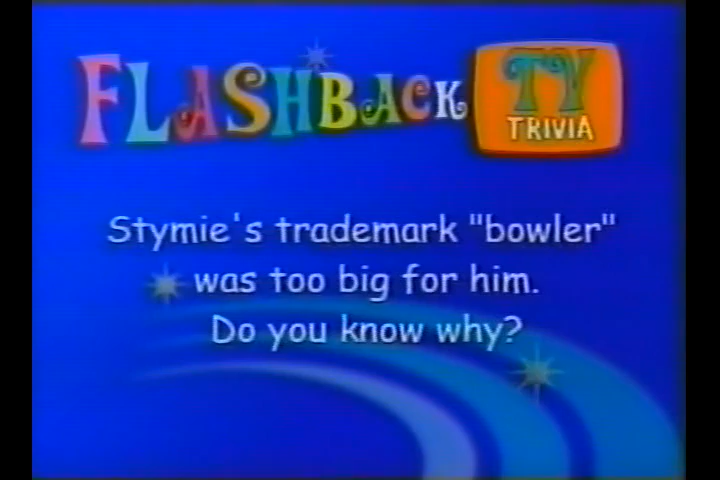 FLASHBACK TV TRIVIA
Stymie's trademark "bowler"
was too big for him.
Do you know why?